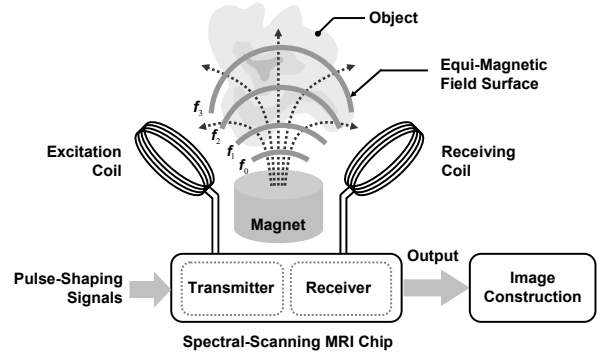 Object
Equi-Magnetic
Field Surface
f3
f2
f1
f0
Excitation
Coil
Receiving
Coil
Magnet
Pulse-Shaping
Signals
Transmitter
Receiver
Output
Image
Construction
Spectral-Scanning MRI Chip